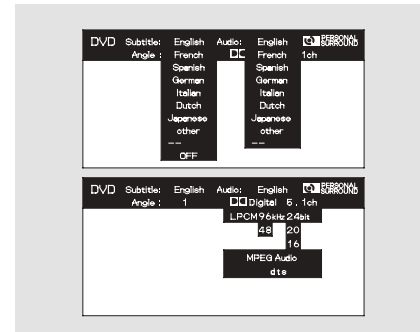 DVD Subtitle: English Audio: English PERSONAL SURROUND
Angle : French French 1ch
Spanish Spanish
German German
Italian Italian
Dutch Dutch
Japanese Japanese
other other
-- --
OFF
DVD Subtitle: English Audio: English PERSONAL SURROUND
Angle : 1 Digital 5 . 1ch
LPCM 96kHz 24bit
48 20
16
MPEG Audio
dts